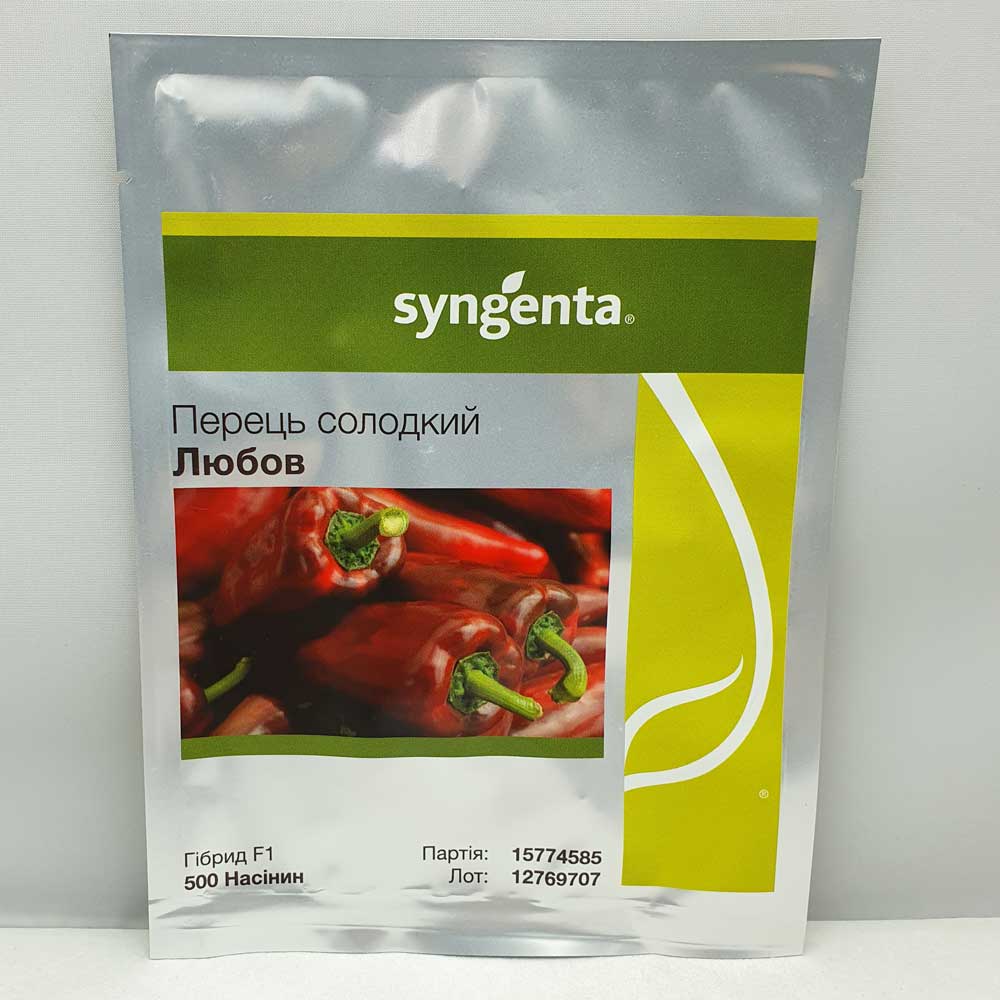 syngenta®
Перець солодкий
Любов
®
Гібрид F1
500 Насінин
Партія: 15774585
Лот: 12769707